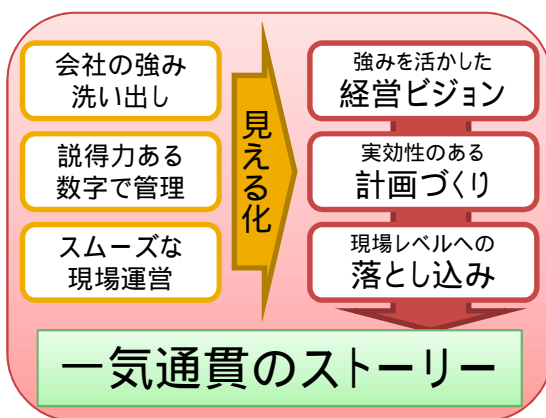 会社の強み
洗い出し
説得力ある
数字で管理
スムーズな
現場運営
見える化
強みを活かした
経営ビジョン
実効性のある
計画づくり
現場レベルへの
落とし込み
一気通貫のストーリー